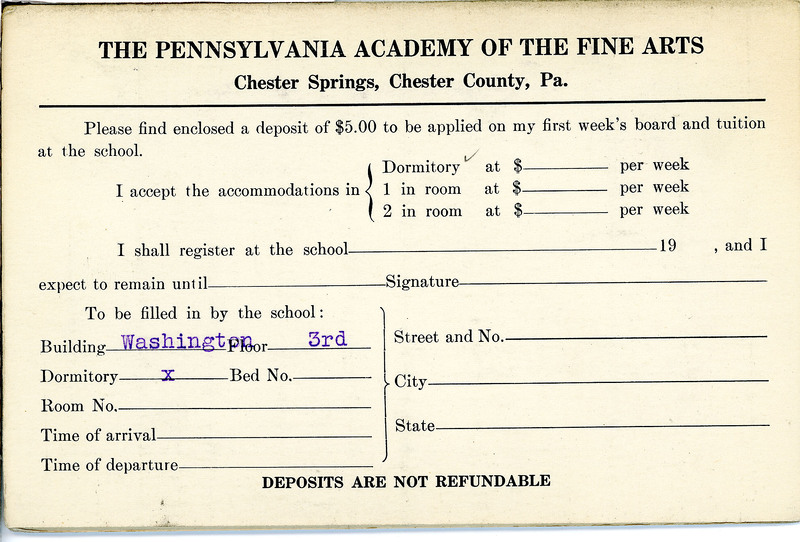 THE PENNSYLVANIA ACADEMY OF THE FINE ARTS
Chester Springs, Chester County, Pa.
Please find enclosed a deposit of $5.00 to be applied on my first week's board and tuition
at the school.
I accept the accommodations in
Dormitory ✓ at $ per week
1 in room at $ per week
2 in room at $ per week
I shall register at the school 19 , and I
expect to remain until Signature
To be filled in by the school:
Building Washington Floor 3rd
Dormitory x Bed No.
Room No.
Time of arrival
Time of departure
Street and No.
City
State
DEPOSITS ARE NOT REFUNDABLE